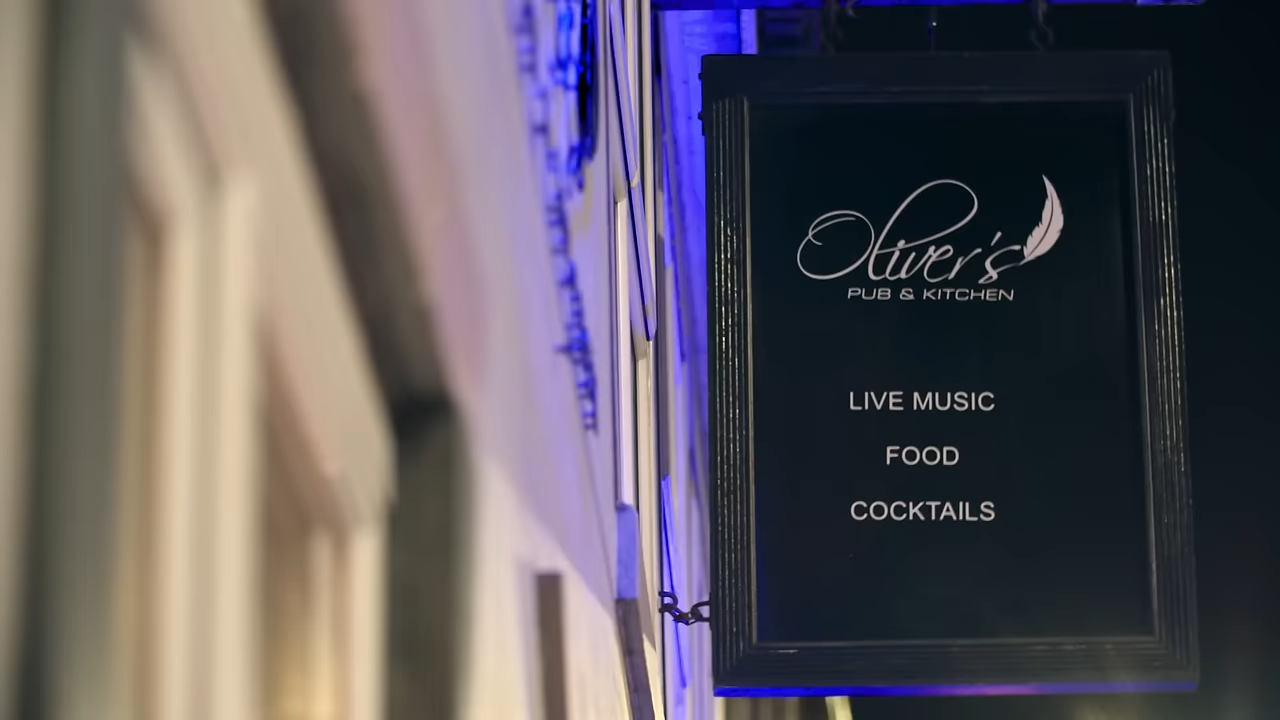 Oliver's
PUB & KITCHEN
LIVE MUSIC
FOOD
COCKTAILS